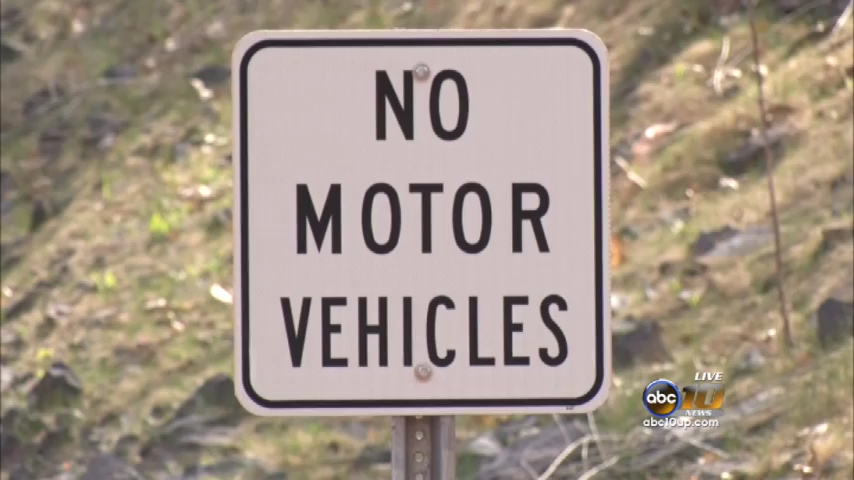 NO
MOTOR
VEHICLES
LIVE
abc 10
NEWS
abc10up.com